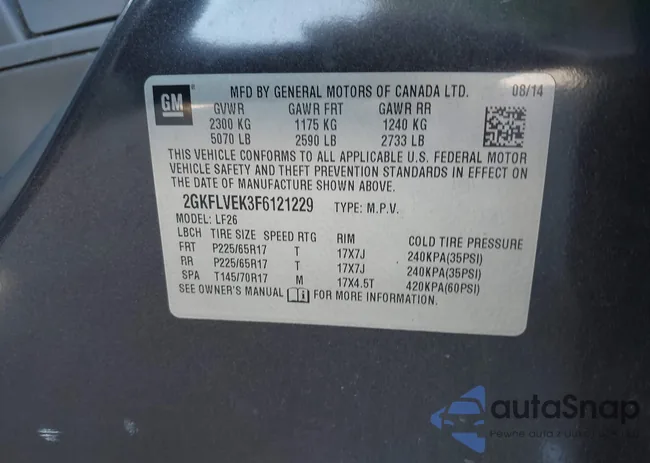 GM
MFD BY GENERAL MOTORS OF CANADA LTD. 08/14
GVWR GAWR FRT GAWR RR
2300 KG 1175 KG 1240 KG
5070 LB 2590 LB 2733 LB
THIS VEHICLE CONFORMS TO ALL APPLICABLE U.S. FEDERAL MOTOR
VEHICLE SAFETY AND THEFT PREVENTION STANDARDS IN EFFECT ON
THE DATE OF MANUFACTURE SHOWN ABOVE.
2GKFLVEK3F6121229 TYPE: M.P.V.
MODEL: LF26
LBCH TIRE SIZE SPEED RTG RIM COLD TIRE PRESSURE
FRT P225/65R17 T 17X7J 240KPA(35PSI)
RR P225/65R17 T 17X7J 240KPA(35PSI)
SPA T145/70R17 M 17X4.5T 420KPA(60PSI)
SEE OWNER'S MANUAL FOR MORE INFORMATION.
autaSnap
Pewne auta